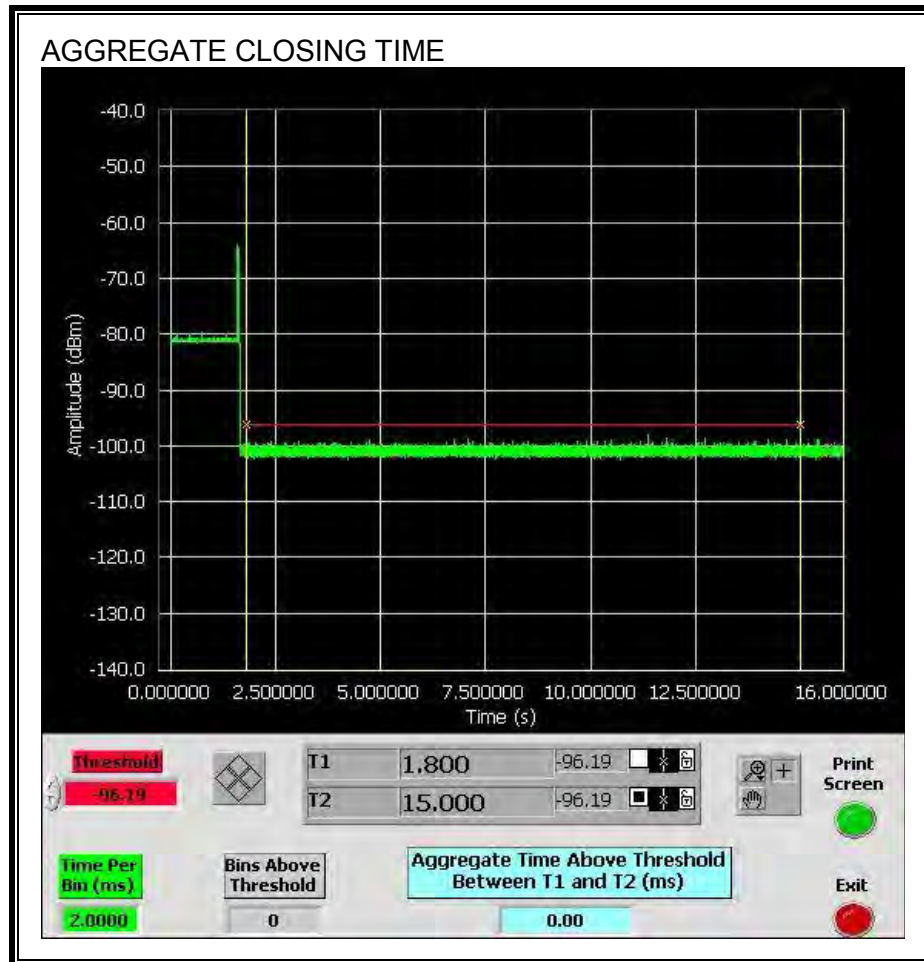 AGGREGATE CLOSING TIME
-40.0
-50.0
-60.0
-70.0
-80.0
-90.0
-100.0
-110.0
-120.0
-130.0
-140.0
Amplitude (dBm)
0.000000 2.500000 5.000000 7.500000 10.000000 12.500000 16.000000
Time (s)
Threshold
-96.19
T1 1.800 -96.19
T2 15.000 -96.19
Print
Screen
Time Per
Bin (ms)
2.0000
Bins Above
Threshold
0
Aggregate Time Above Threshold
Between T1 and T2 (ms)
0.00
Exit